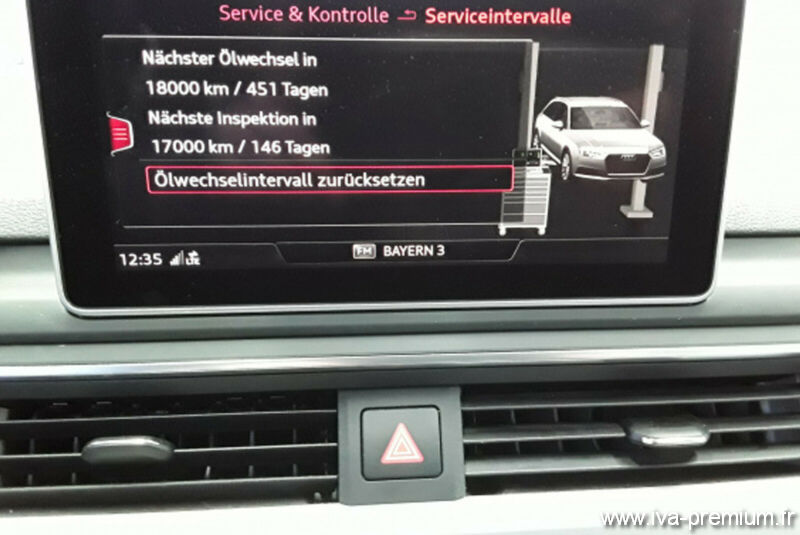 Service & Kontrolle Serviceintervalle
Nächster Ölwechsel in
18000 km / 451 Tagen
Nächste Inspektion in
17000 km / 146 Tagen
Ölwechselintervall zurücksetzen
12:35 LTE FM BAYERN 3
www.iva-premium.fr